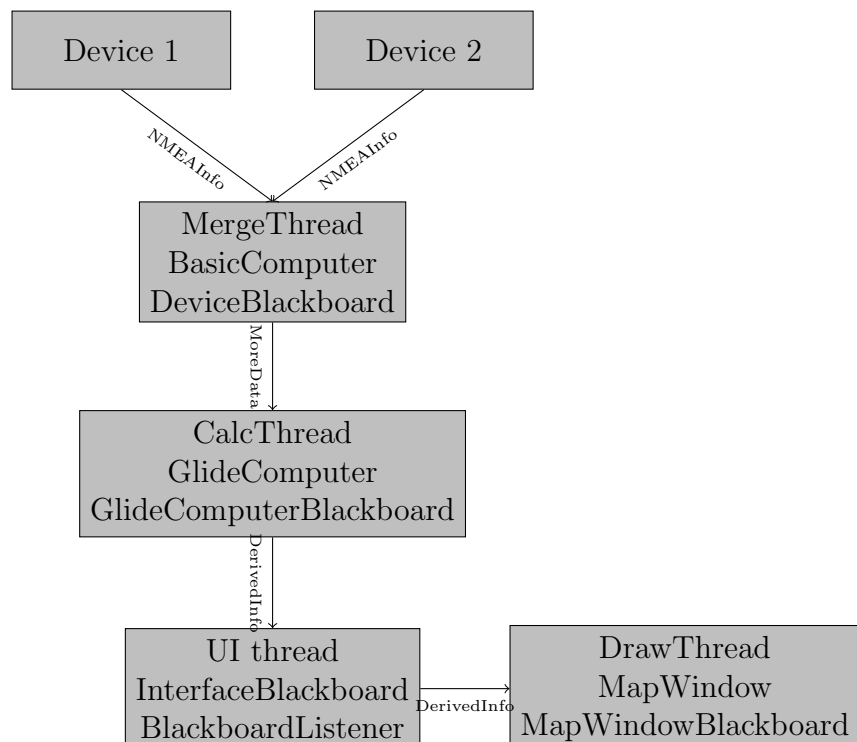 Device 1
Device 2
NMEAInfo
NMEAInfo
MergeThread
BasicComputer
DeviceBlackboard
MoreData
CalcThread
GlideComputer
GlideComputerBlackboard
DerivedInfo
UI thread
InterfaceBlackboard
BlackboardListener
DerivedInfo
DrawThread
MapWindow
MapWindowBlackboard